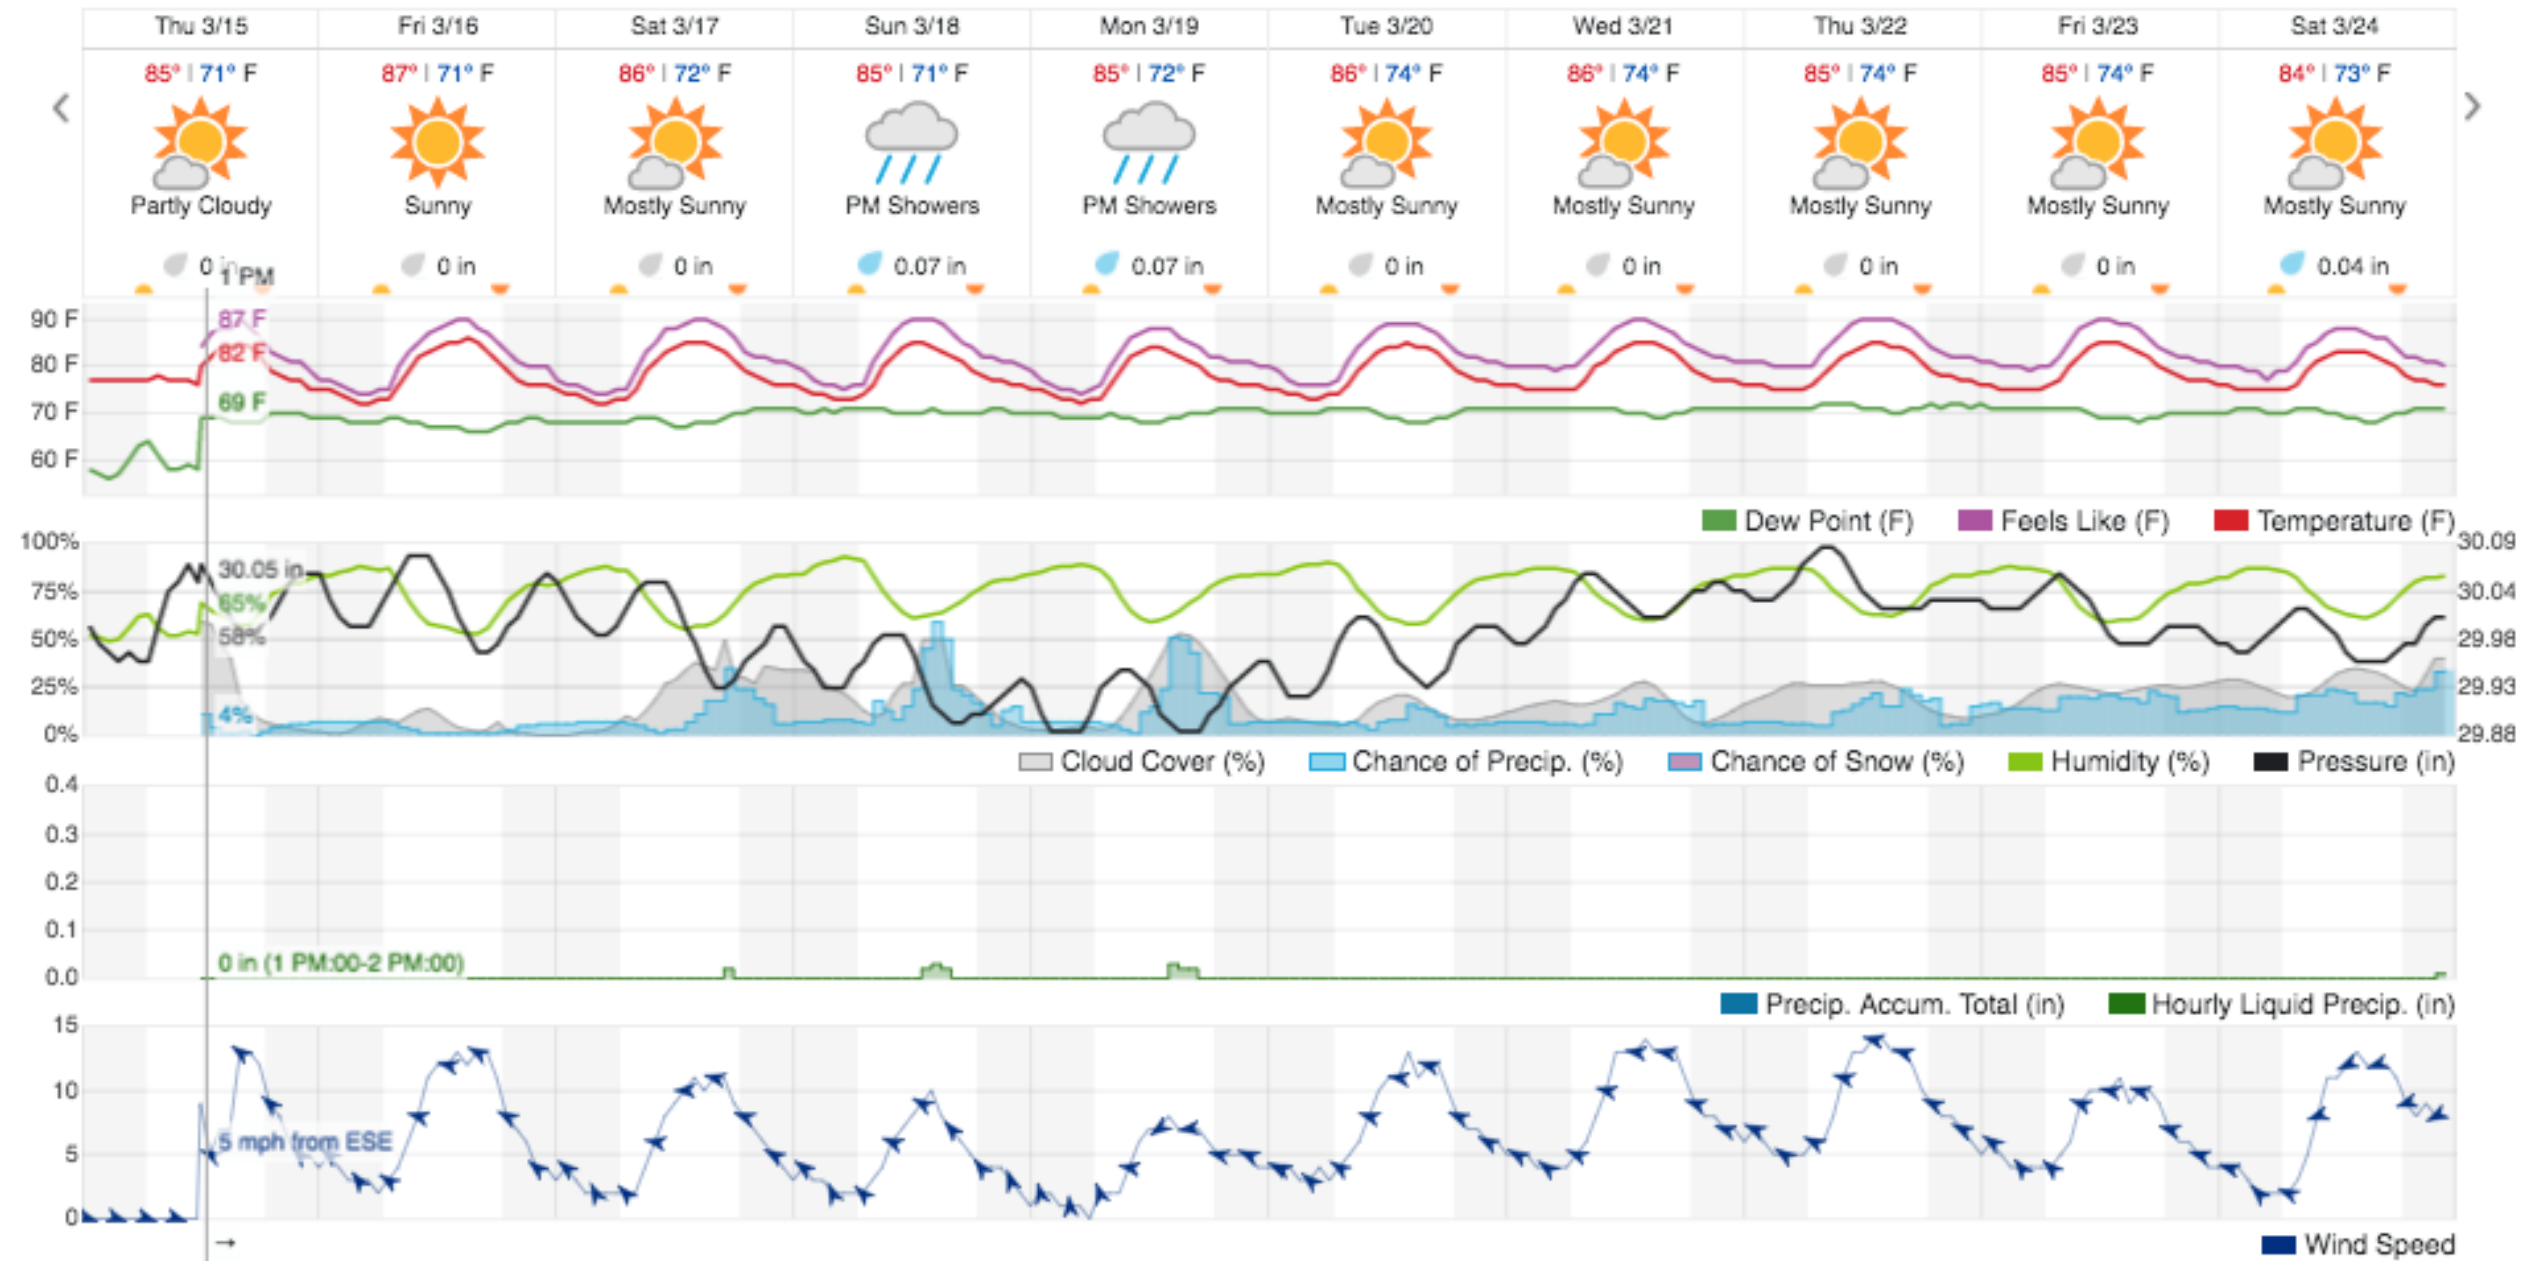 Thu 3/15 Fri 3/16 Sat 3/17 Sun 3/18 Mon 3/19 Tue 3/20 Wed 3/21 Thu 3/22 Fri 3/23 Sat 3/24
85° | 71° F 87° | 71° F 86° | 72° F 85° | 71° F 85° | 72° F 86° | 74° F 86° | 74° F 85° | 74° F 85° | 74° F 84° | 73° F
Partly Cloudy Sunny Mostly Sunny PM Showers PM Showers Mostly Sunny Mostly Sunny Mostly Sunny Mostly Sunny Mostly Sunny
0 in 0 in 0 in 0.07 in 0.07 in 0 in 0 in 0 in 0 in 0.04 in
1 PM
90 F 87 F
80 F 82 F
70 F 69 F
60 F
Dew Point (F) Feels Like (F) Temperature (F)
100% 30.09
30.05 in
75% 30.04
65%
50% 58% 29.98
25% 29.93
4%
0% 29.88
Cloud Cover (%) Chance of Precip. (%) Chance of Snow (%) Humidity (%) Pressure (in)
0.4
0.3
0.2
0.1
0.0 0 in (1 PM:00-2 PM:00)
Precip. Accum. Total (in) Hourly Liquid Precip. (in)
15
10
5 5 mph from ESE
0
→
Wind Speed